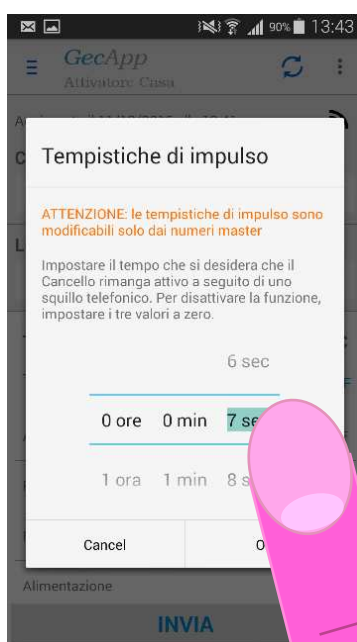 90% 13:43
GecApp
Attivatore Casa
Tempistiche di impulso
ATTENZIONE: le tempistiche di impulso sono
modificabili solo dai numeri master
Impostare il tempo che si desidera che il
Cancello rimanga attivo a seguito di uno
squillo telefonico. Per disattivare la funzione,
impostare i tre valori a zero.
6 sec
0 ore 0 min 7 se
1 ora 1 min 8 s
Cancel O
Alimentazione
INVIA